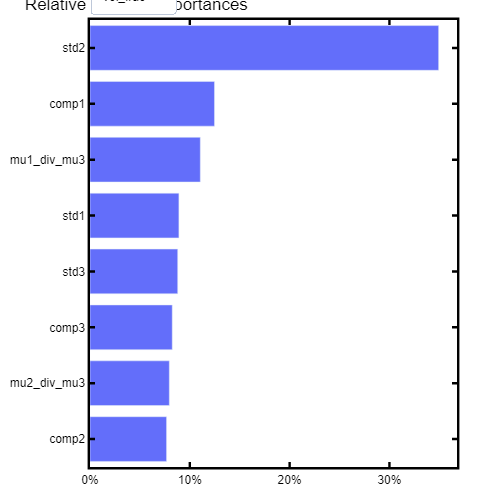 Relative portances
std2
comp1
mu1_div_mu3
std1
std3
comp3
mu2_div_mu3
comp2
0% 10% 20% 30%